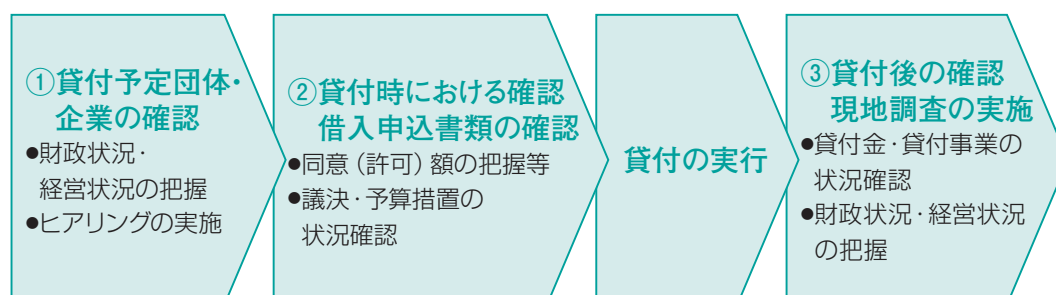 ①貸付予定団体・
企業の確認
●財政状況・
経営状況の把握
●ヒアリングの実施
②貸付時における確認
借入申込書類の確認
●同意（許可）額の把握等
●議決・予算措置の
状況確認
貸付の実行
③貸付後の確認
現地調査の実施
●貸付金・貸付事業の
状況確認
●財政状況・経営状況
の把握